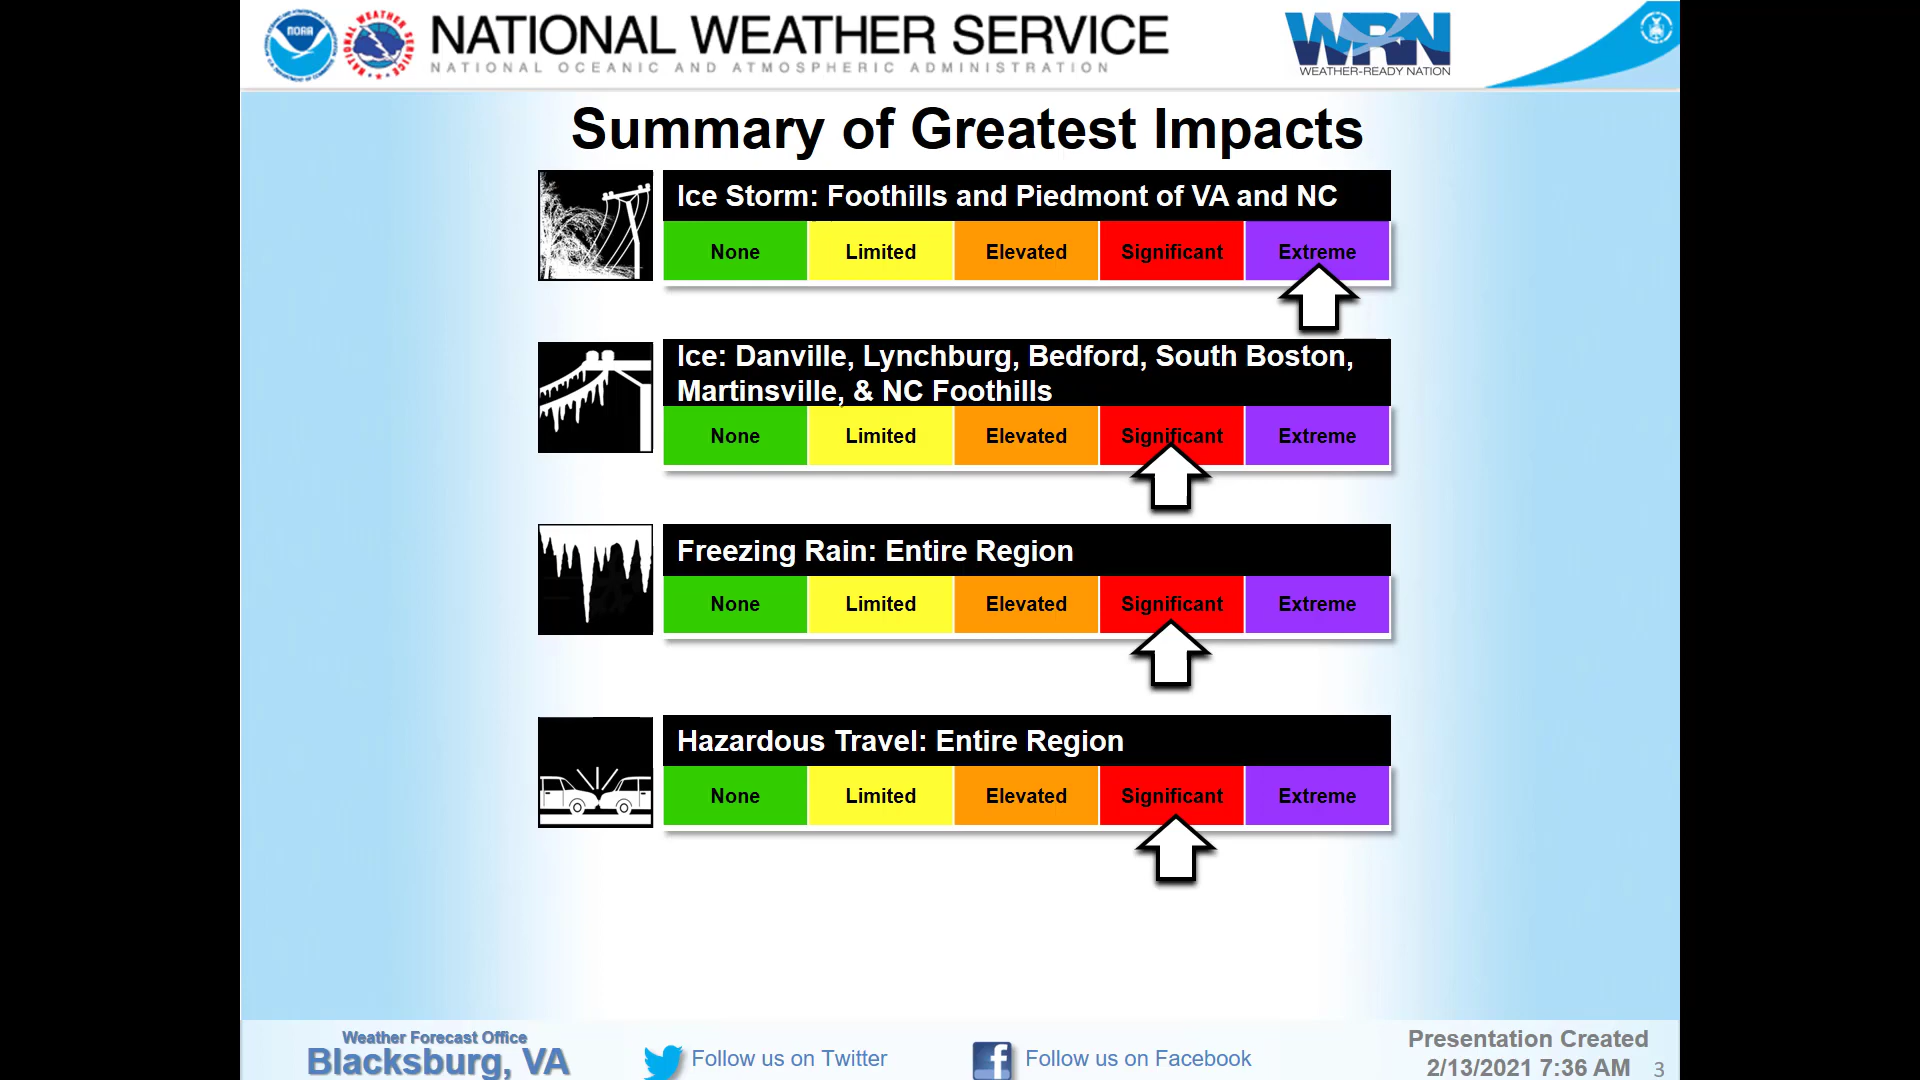 NATIONAL WEATHER SERVICE
NATIONAL OCEANIC AND ATMOSPHERIC ADMINISTRATION
NOAA
WRN
WEATHER-READY NATION
Summary of Greatest Impacts
Ice Storm: Foothills and Piedmont of VA and NC
None Limited Elevated Significant Extreme
Ice: Danville, Lynchburg, Bedford, South Boston,
Martinsville, & NC Foothills
None Limited Elevated Significant Extreme
Freezing Rain: Entire Region
None Limited Elevated Significant Extreme
Hazardous Travel: Entire Region
None Limited Elevated Significant Extreme
Weather Forecast Office
Blacksburg, VA
Follow us on Twitter
Follow us on Facebook
Presentation Created
2/13/2021 7:36 AM
3